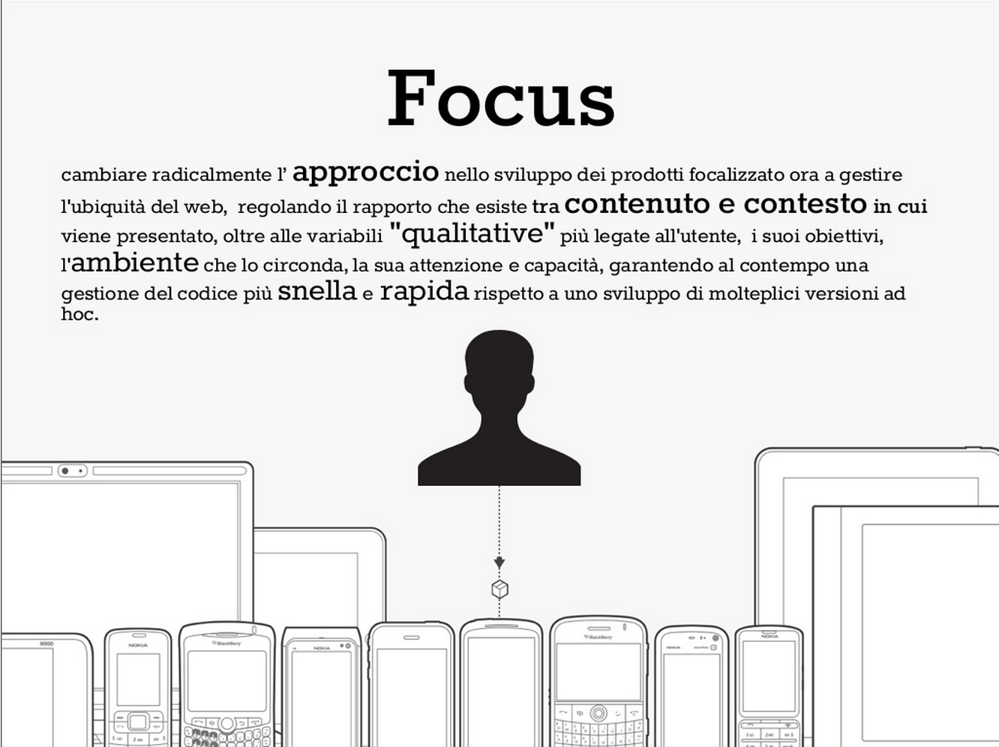 Focus
cambiare radicalmente l’ approccio nello sviluppo dei prodotti focalizzato ora a gestire
l'ubiquità del web,  regolando il rapporto che esiste tra contenuto e contesto in cui
viene presentato, oltre alle variabili "qualitative" più legate all'utente,  i suoi obiettivi,
l'ambiente che lo circonda, la sua attenzione e capacità, garantendo al contempo una
gestione del codice più snella e rapida rispetto a uno sviluppo di molteplici versioni ad
hoc.
N900
NOKIA
BlackBerry
NOKIA
BlackBerry
NOKIA
NOKIA